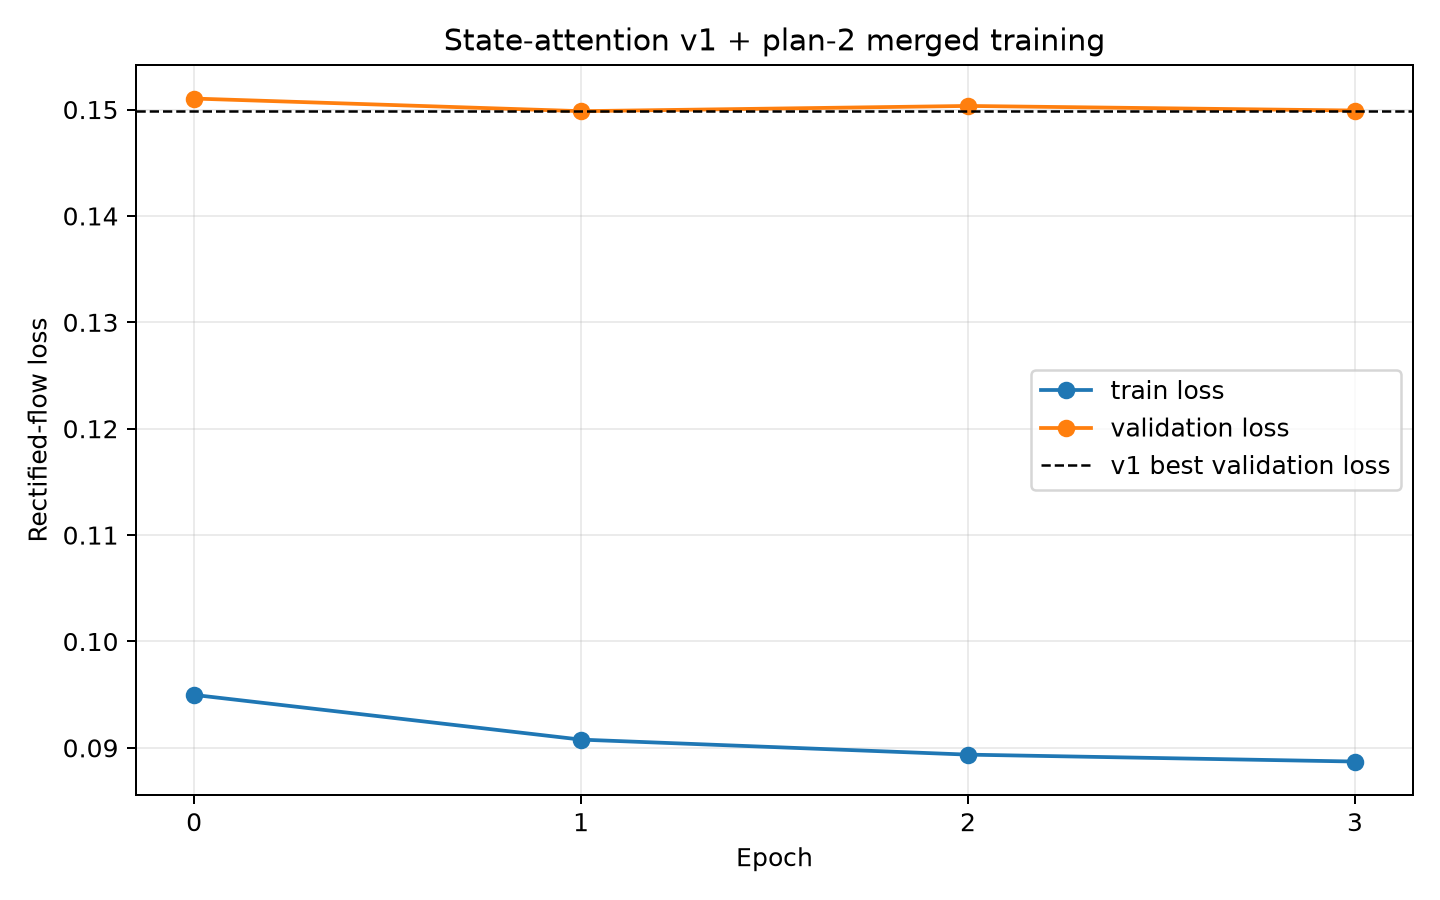 State-attention v1 + plan-2 merged training
Rectified-flow loss
0.15
0.14
0.13
0.12
0.11
0.10
0.09
train loss
validation loss
v1 best validation loss
0 1 2 3
Epoch